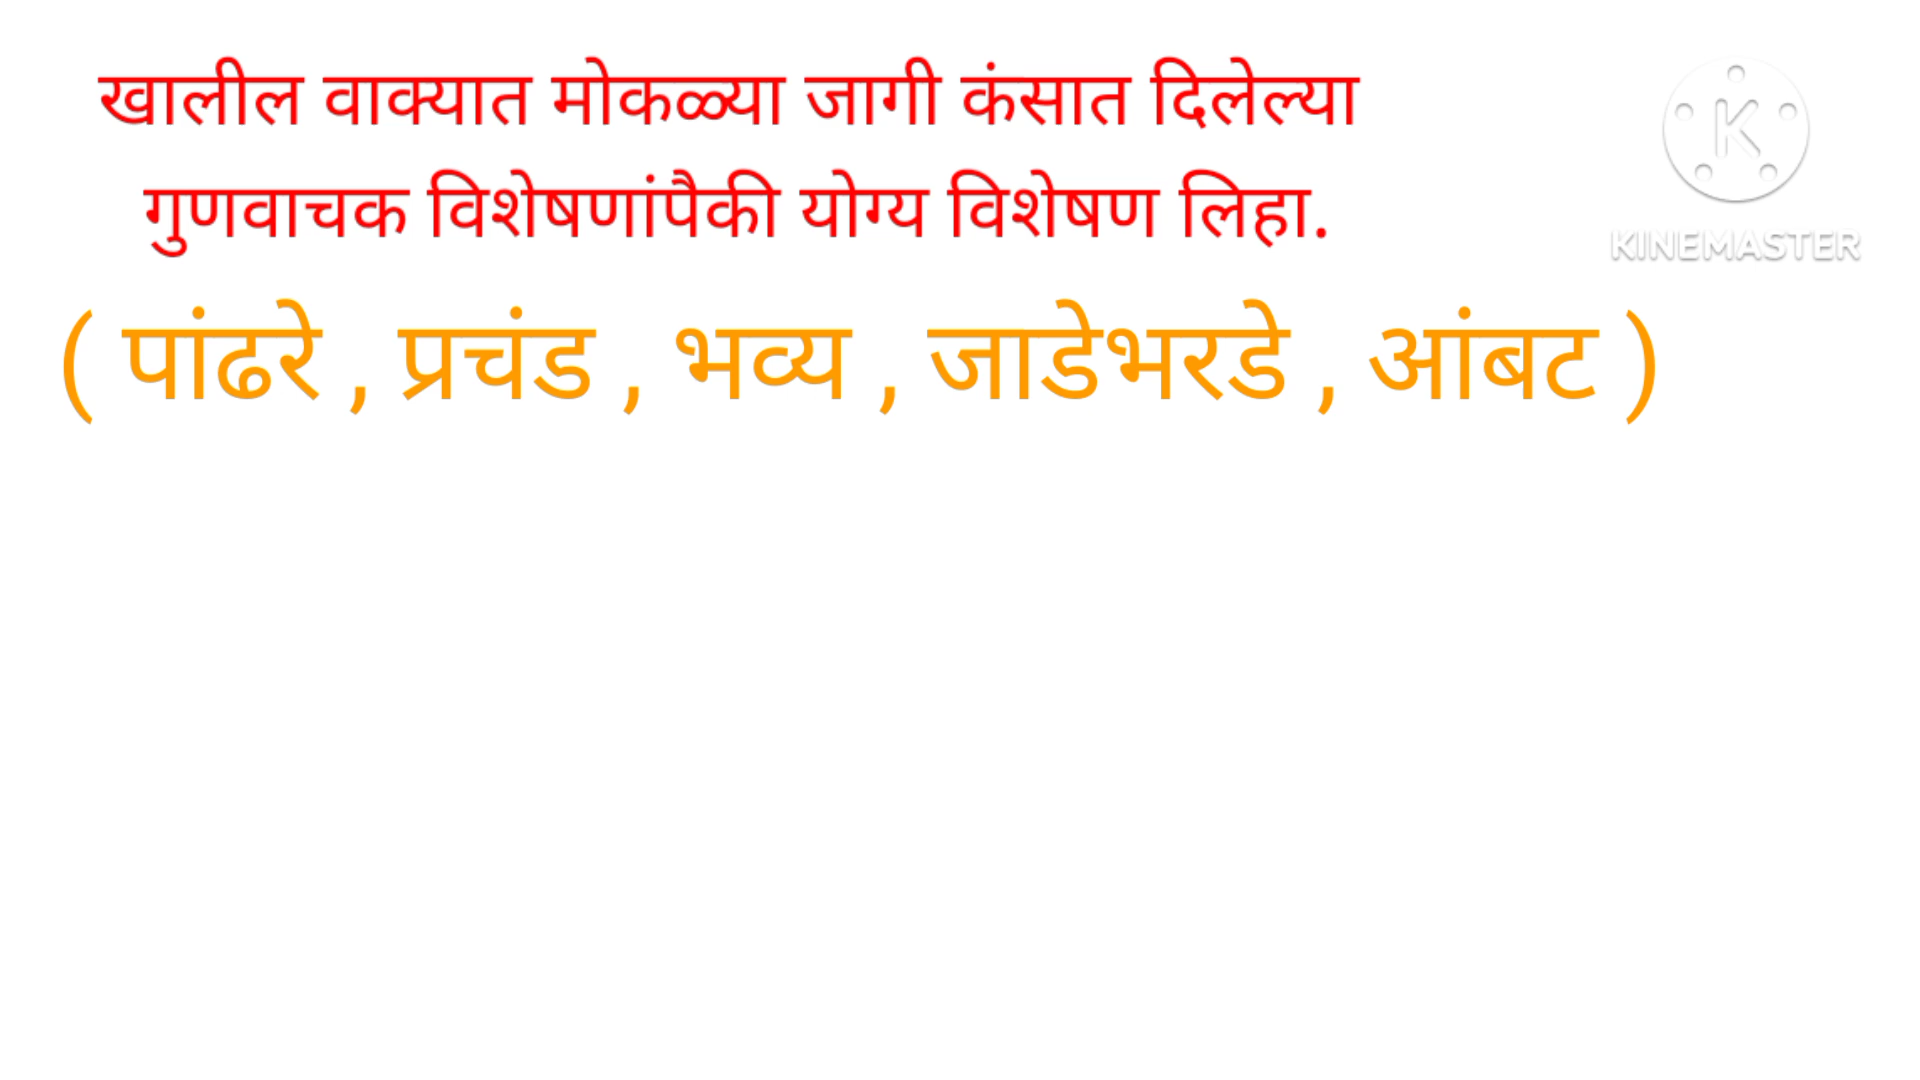 खालील वाक्यात मोकळ्या जागी कंसात दिलेल्या
गुणवाचक विशेषणांपैकी योग्य विशेषण लिहा.
( पांढरे , प्रचंड , भव्य , जाडेभरडे , आंबट )
K
KINEMASTER